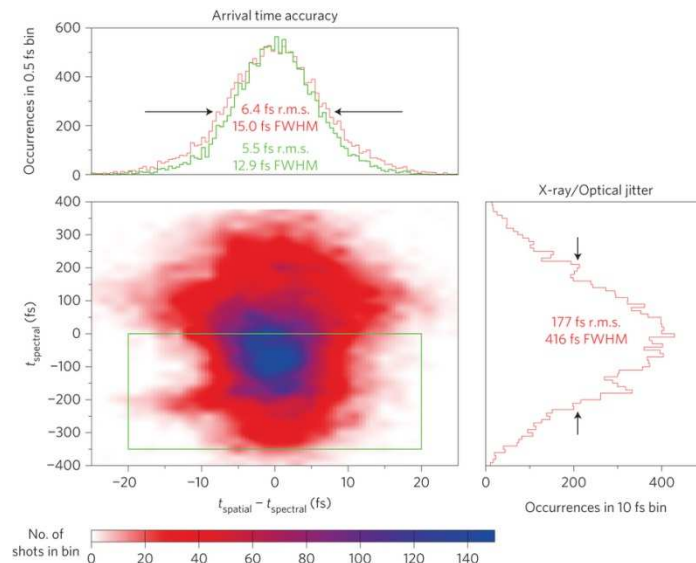 Arrival time accuracy
600
400
200
0
Occurrences in 0.5 fs bin
6.4 fs r.m.s.
15.0 fs FWHM
5.5 fs r.m.s.
12.9 fs FWHM
400
300
200
100
0
−100
−200
−300
−400
t_spectral (fs)
−20
−10
0
10
20
t_spatial − t_spectral (fs)
X-ray/Optical jitter
177 fs r.m.s.
416 fs FWHM
0
200
400
Occurrences in 10 fs bin
No. of
shots in bin
0
20
40
60
80
100
120
140